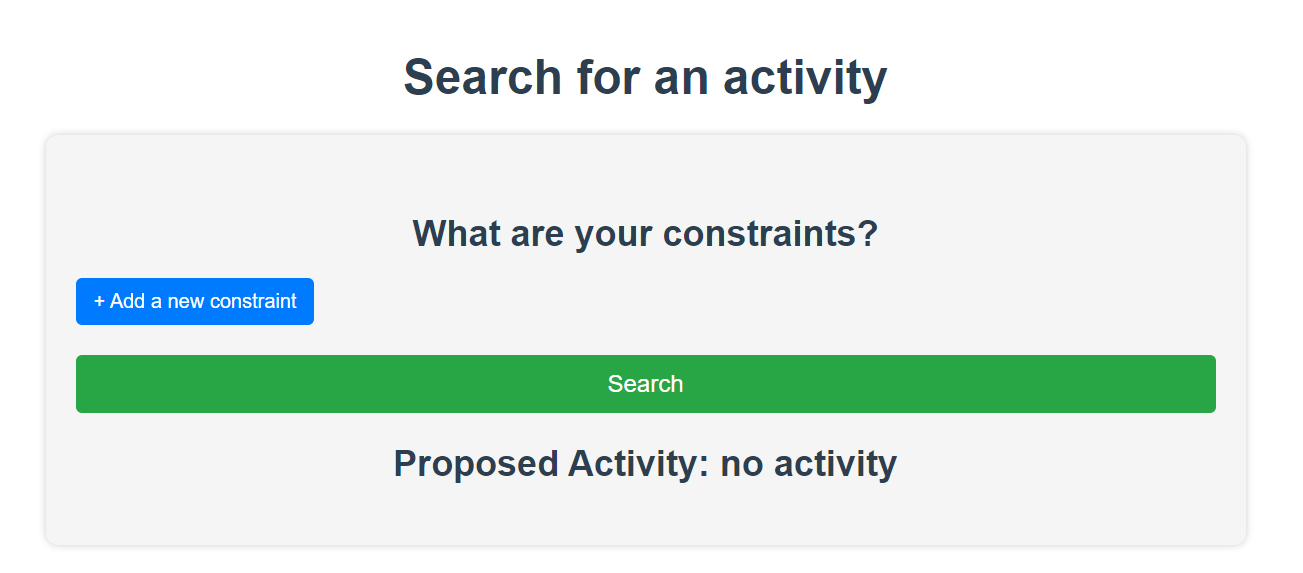 Search for an activity
What are your constraints?
+ Add a new constraint
Search
Proposed Activity: no activity